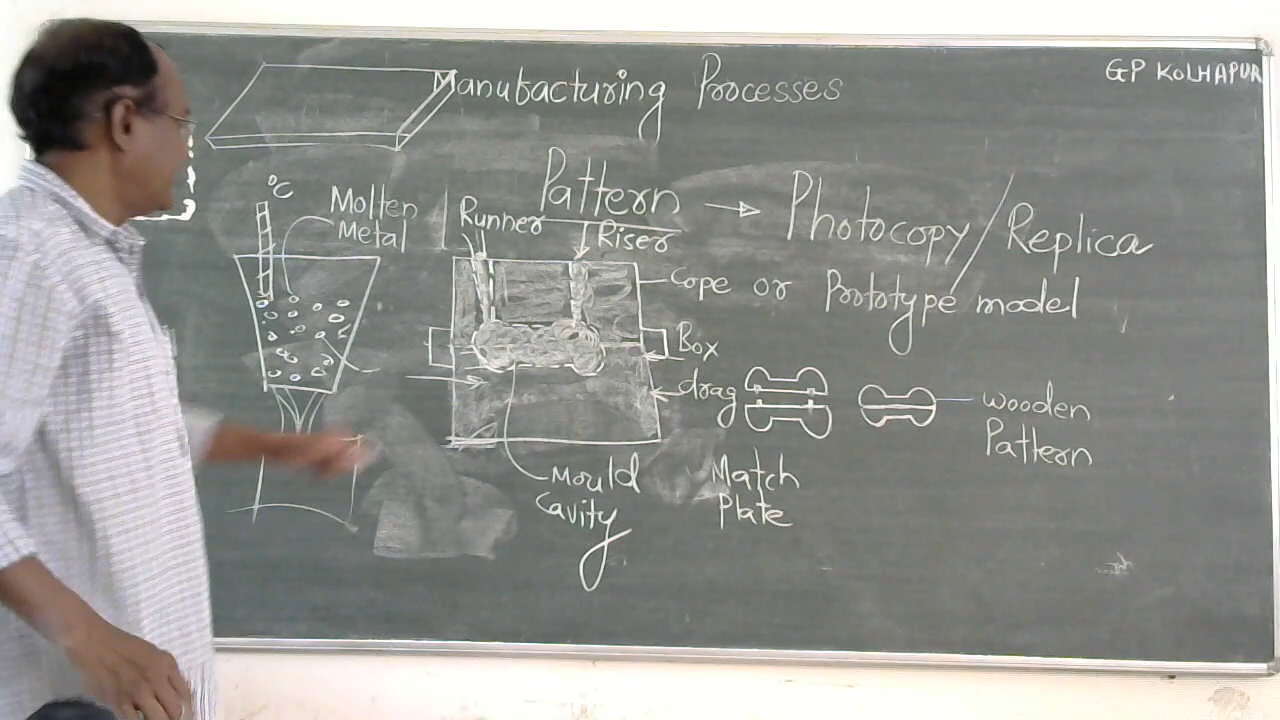 GP KOLHAPUR
Manufacturing Processes
Pattern → Photocopy / Replica
°C
Molten
Metal
Runner
Riser
Cope or Prototype model
Box
drag
wooden
Pattern
Mould
Cavity
Match
Plate